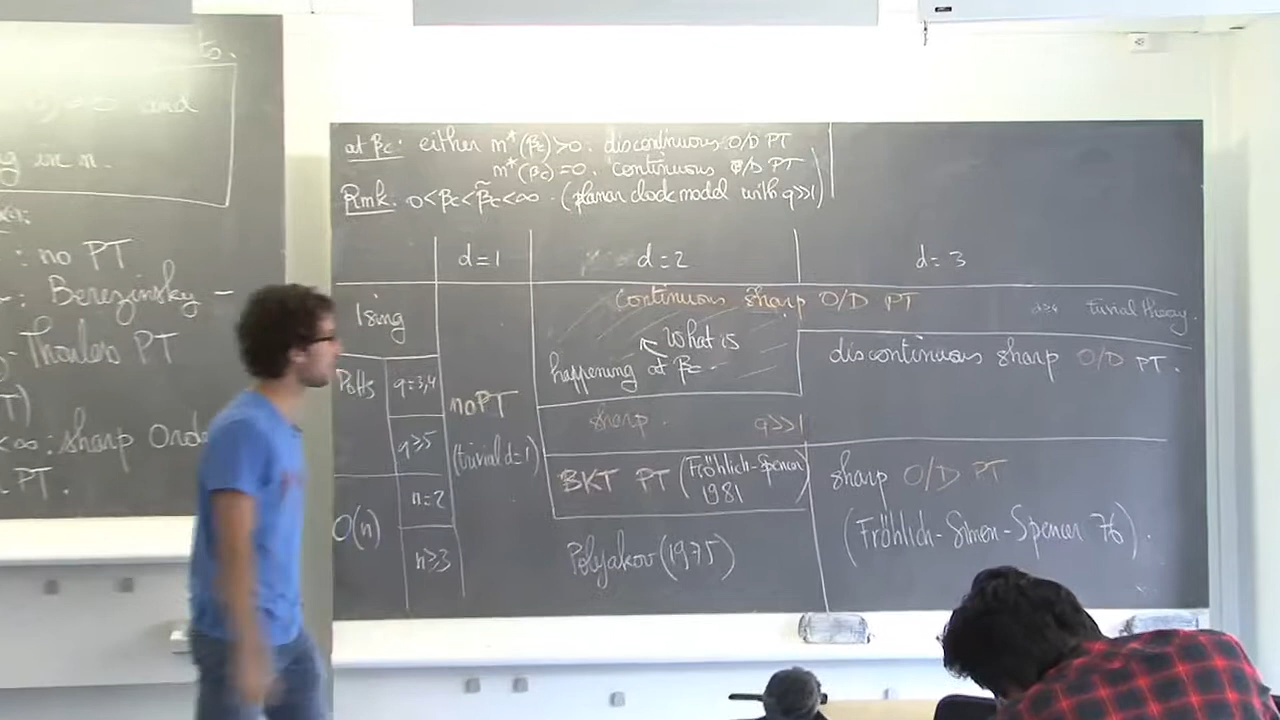 ts.
and
g in n.
: no PT
: Berezinsky -
- Thouless PT
<∞ : sharp Orde
PT.
at βc: either m*(βc)>0: discontinuous O/D PT
m*(βc)=0. continuous O/D PT
Rmk: 0<βc<β̃c<∞. (planar clock model with q>>1)
d=1 d=2 d=3
Ising
Continuous sharp O/D PT
d≥4 trivial theory.
What is
happening at βc.
discontinuous sharp O/D PT.
Potts q=3,4
no PT
sharp. q>>1
q≥5
(trivial d=1)
BKT PT (Fröhlich-Spencer
1981)
sharp O/D PT
n=2
O(n)
(Fröhlich-Simon-Spencer 76).
n≥3
Polyakov (1975)